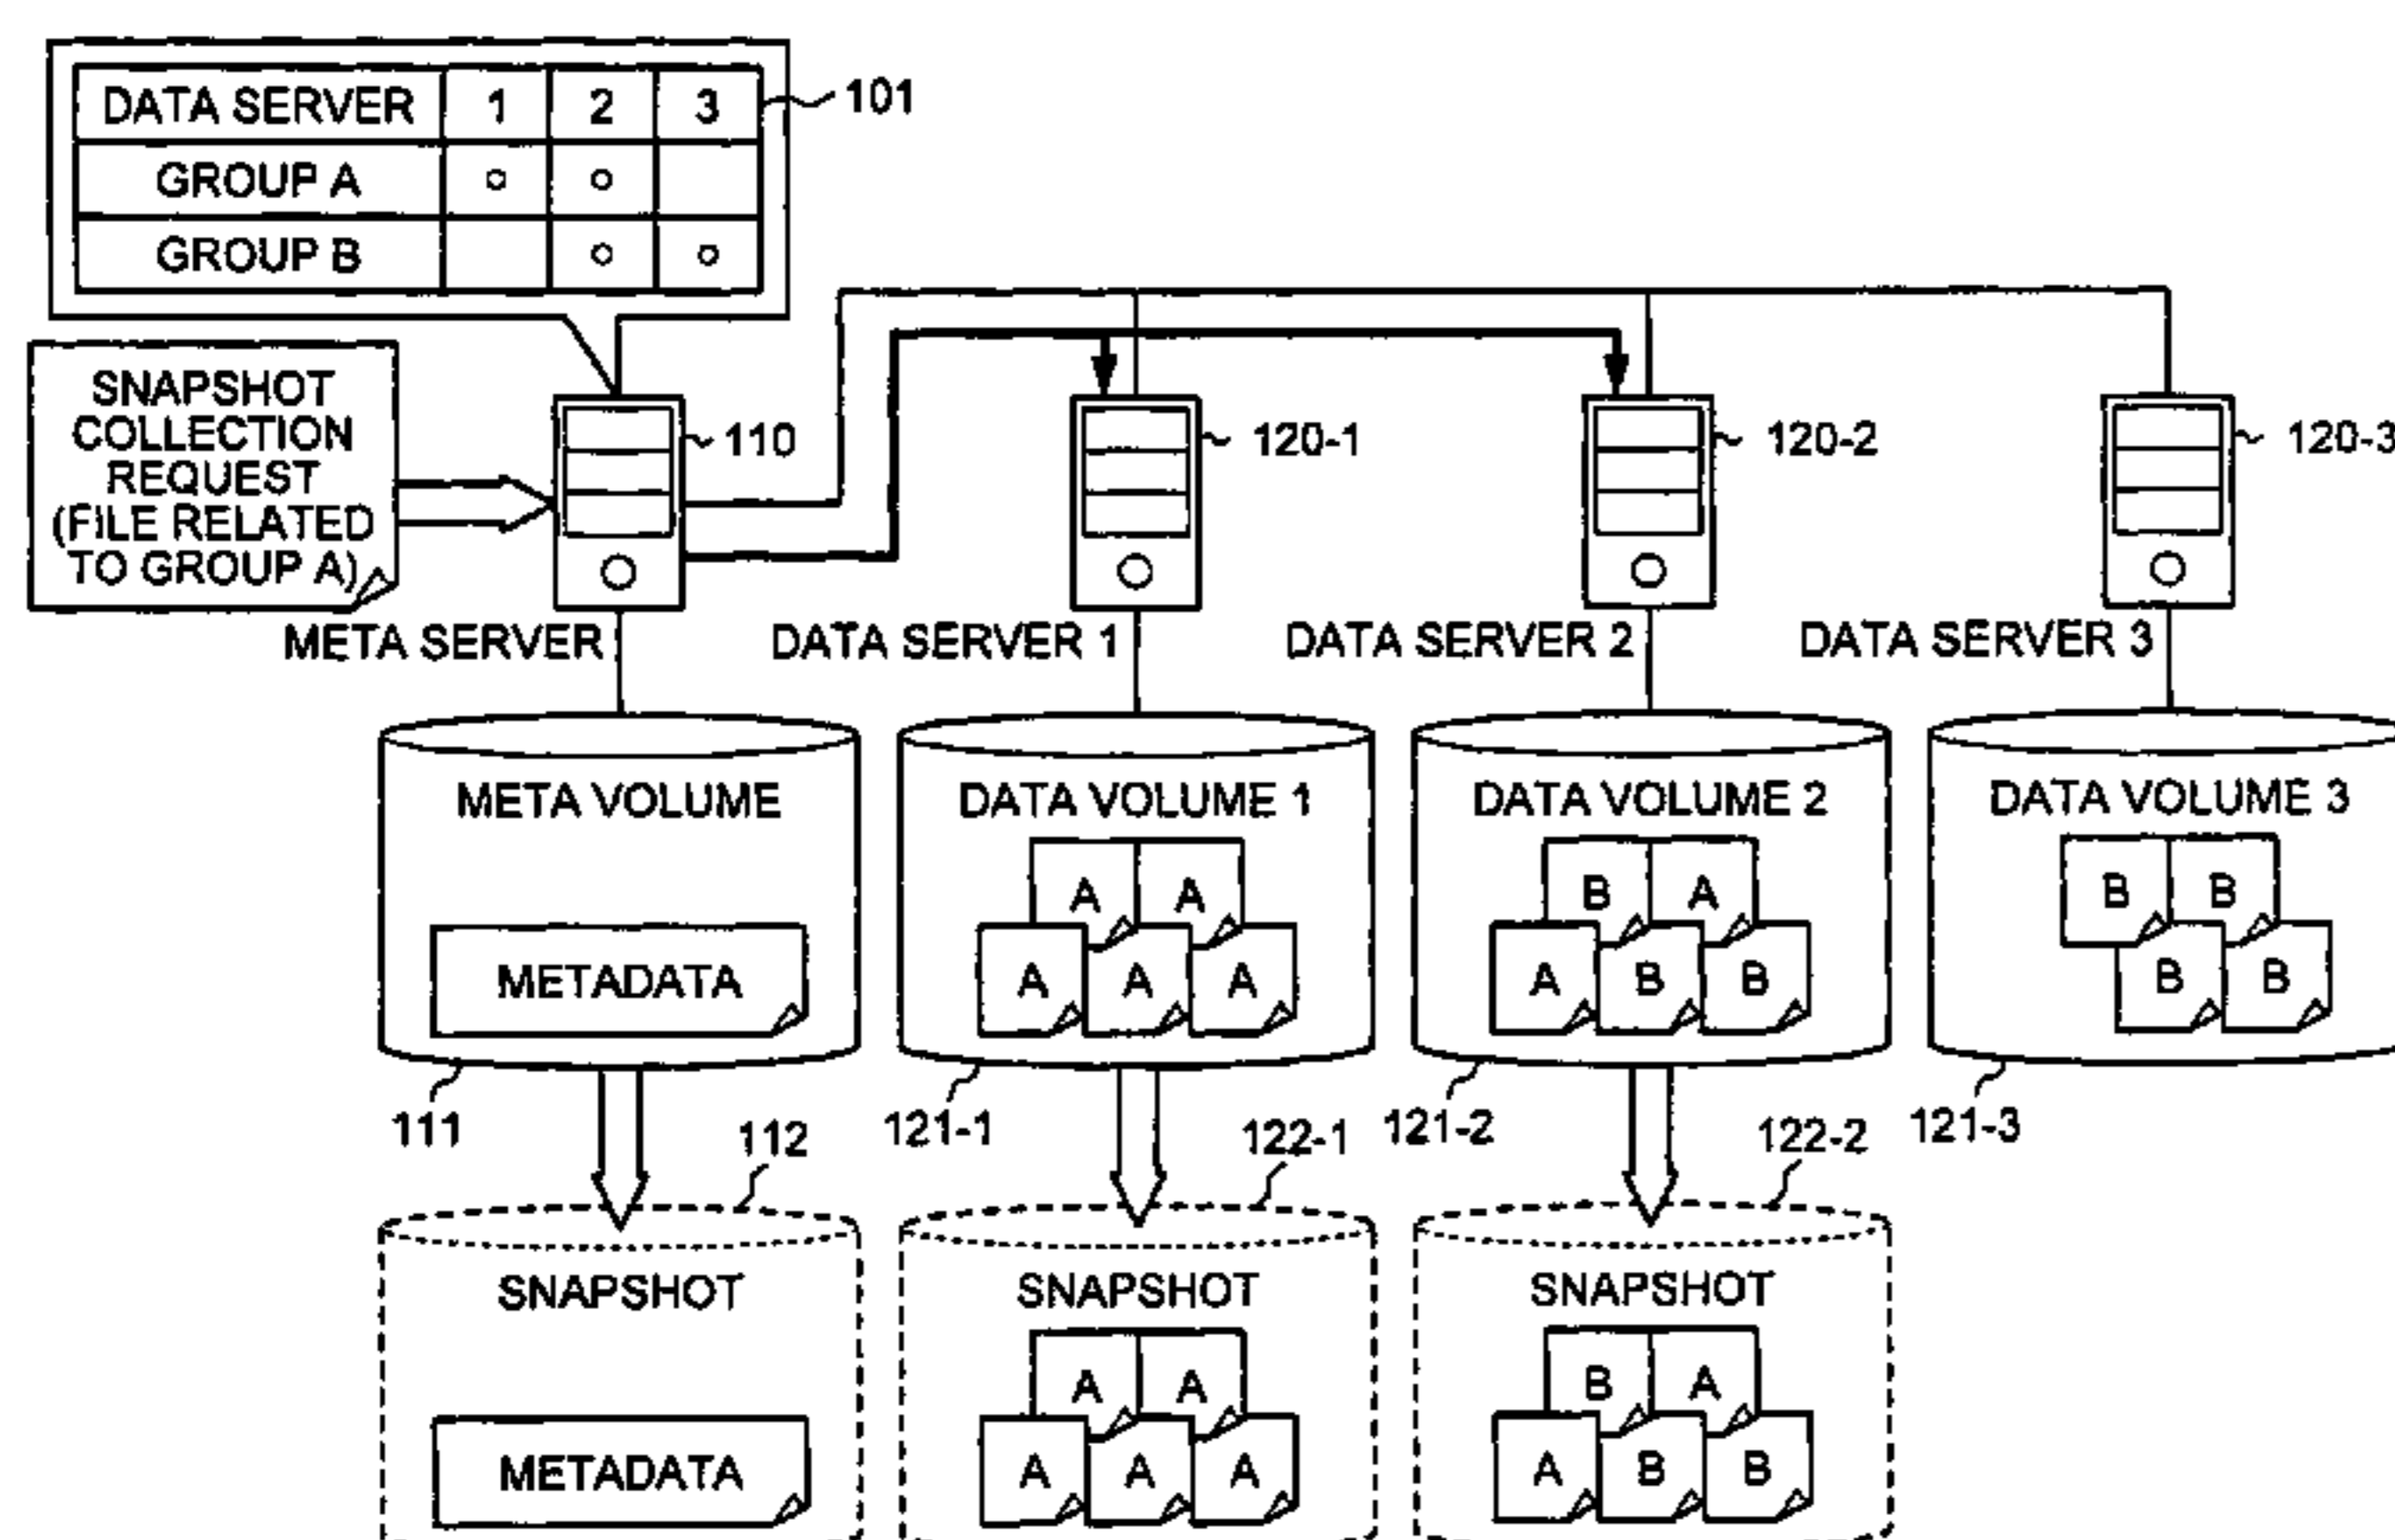 DATA SERVER 1 2 3
101
GROUP A ○ ○
GROUP B ○ ○
SNAPSHOT
COLLECTION
REQUEST
(FILE RELATED
TO GROUP A)
110
120-1
120-2
120-3
META SERVER
DATA SERVER 1
DATA SERVER 2
DATA SERVER 3
META VOLUME
DATA VOLUME 1
DATA VOLUME 2
DATA VOLUME 3
A A
B A
B B
METADATA
A A A
A B B
B B
111
112
121-1
122-1
121-2
122-2
121-3
SNAPSHOT
SNAPSHOT
SNAPSHOT
A A
B A
METADATA
A A A
A B B